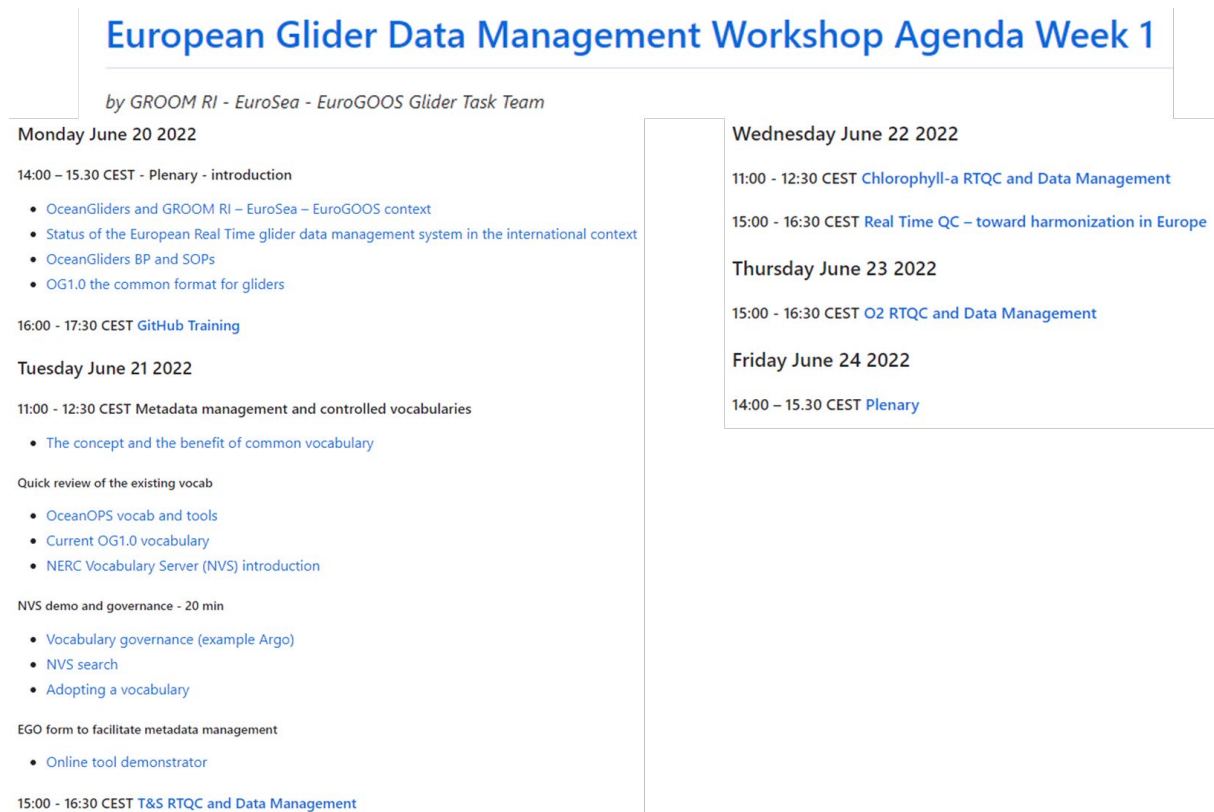 European Glider Data Management Workshop Agenda Week 1
by GROOM RI - EuroSea - EuroGOOS Glider Task Team
Monday June 20 2022
14:00 – 15.30 CEST - Plenary - introduction
• OceanGliders and GROOM RI – EuroSea – EuroGOOS context
• Status of the European Real Time glider data management system in the international context
• OceanGliders BP and SOPs
• OG1.0 the common format for gliders
16:00 - 17:30 CEST GitHub Training
Tuesday June 21 2022
11:00 - 12:30 CEST Metadata management and controlled vocabularies
• The concept and the benefit of common vocabulary
Quick review of the existing vocab
• OceanOPS vocab and tools
• Current OG1.0 vocabulary
• NERC Vocabulary Server (NVS) introduction
NVS demo and governance - 20 min
• Vocabulary governance (example Argo)
• NVS search
• Adopting a vocabulary
EGO form to facilitate metadata management
• Online tool demonstrator
15:00 - 16:30 CEST T&S RTQC and Data Management
Wednesday June 22 2022
11:00 - 12:30 CEST Chlorophyll-a RTQC and Data Management
15:00 - 16:30 CEST Real Time QC – toward harmonization in Europe
Thursday June 23 2022
15:00 - 16:30 CEST O2 RTQC and Data Management
Friday June 24 2022
14:00 – 15.30 CEST Plenary